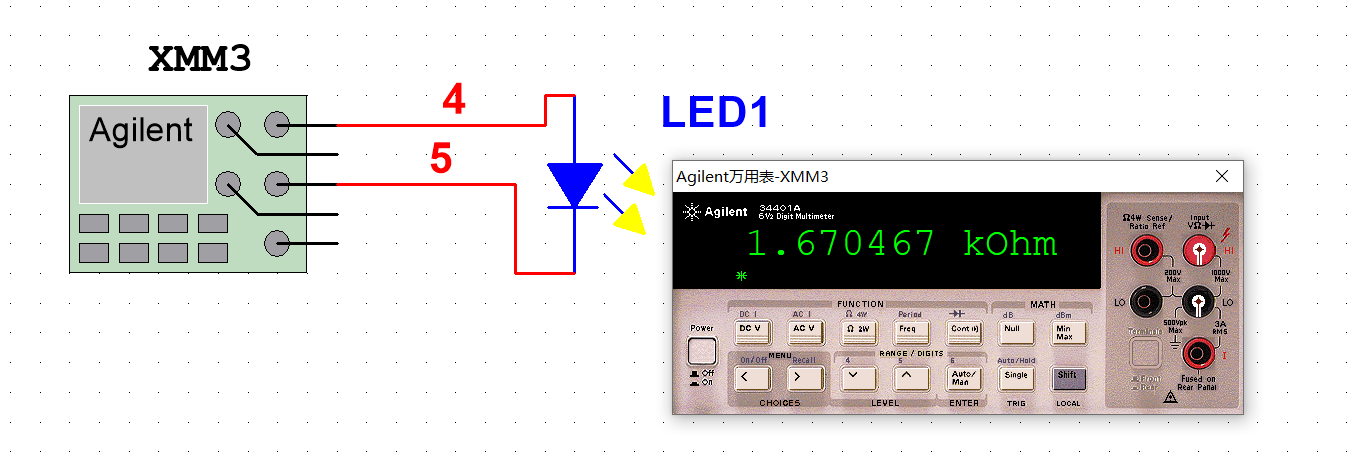 XMM3
Agilent
4
5
LED1
Agilent万用表-XMM3
Agilent
34401A
6½ Digit Multimeter
1.670467 kOhm
Ω4W Sense/
Ratio Ref
Input
VΩ
HI
HI
200V
Max
1000V
Max
LO
LO
500Vpk
Max
3A
RMS
I
Fused on
Rear Panel
FUNCTION
MATH
DC I
AC I
Ω 4W
Period
dB
dBm
Power
DC V
AC V
Ω 2W
Freq
Cont
Null
Min
Max
On/Off
MENU
Recall
RANGE / DIGITS
4
5
6
Auto/Hold
Off
On
<
>
Auto/
Man
Single
Shift
CHOICES
LEVEL
ENTER
TRIG
LOCAL